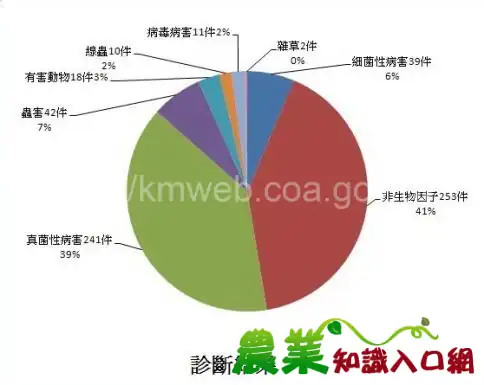 病毒病害11件2%
線蟲10件
2%
雜草2件
0%
有害動物18件3%
細菌性病害39件
6%
蟲害42件
7%
/kmweb.coa.go
非生物因子253件
41%
真菌性病害241件
39%
診斷
農業知識入口網